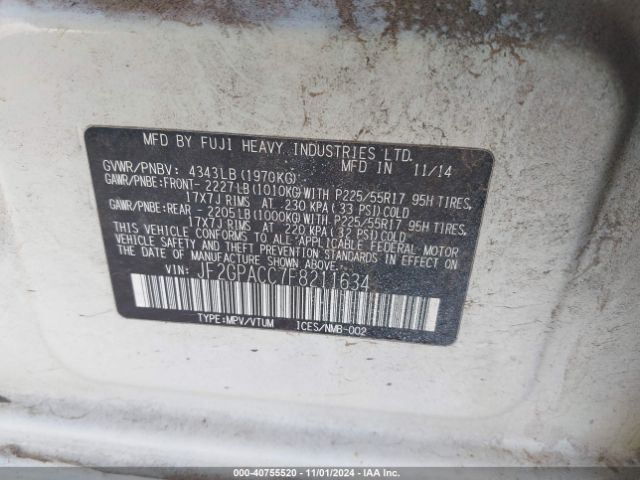 MFD BY FUJI HEAVY INDUSTRIES LTD.
GVWR/PNBV: 4343LB(1970KG) MFD IN 11/14
GAWR/PNBE:FRONT- 2227LB(1010KG)WITH P225/55R17 95H TIRES,
17X7J RIMS AT 230 KPA(33 PSI)COLD
GAWR/PNBE:REAR - 2205LB(1000KG)WITH P225/55R17 95H TIRES,
17X7J RIMS AT 220 KPA(32 PSI)COLD
THIS VEHICLE CONFORMS TO ALL APPLICABLE FEDERAL MOTOR
VEHICLE SAFETY AND THEFT PREVENTION STANDARDS IN EFFECT ON
THE DATE OF MANUFACTURE SHOWN ABOVE.
VIN: JF2GPACC7F8211634
TYPE:MPV/VTUM ICES/NMB-002
000-40755520 - 11/01/2024 - IAA Inc.